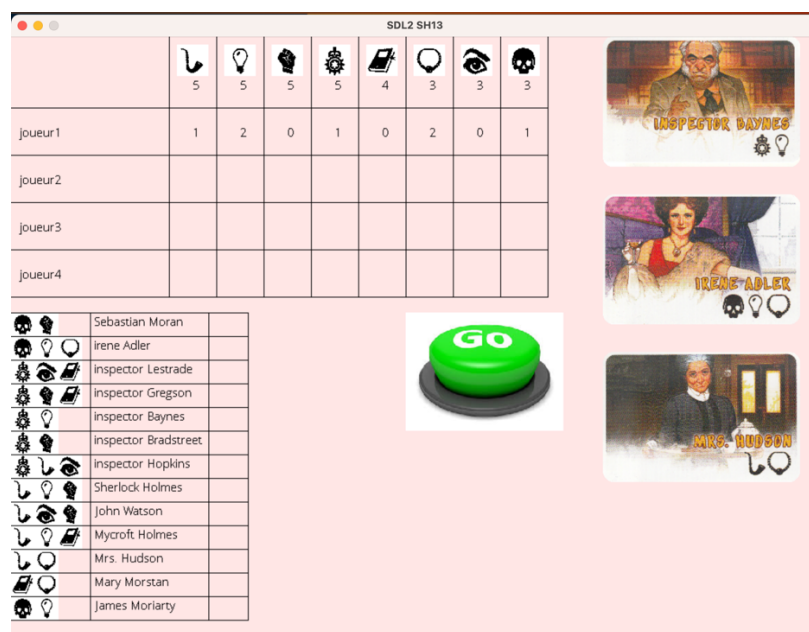 SDL2 SH13
5 5 5 5 4 3 3 3
joueur1 1 2 0 1 0 2 0 1
joueur2
joueur3
joueur4
Sebastian Moran
irene Adler
inspector Lestrade
inspector Gregson
inspector Baynes
inspector Bradstreet
inspector Hopkins
Sherlock Holmes
John Watson
Mycroft Holmes
Mrs. Hudson
Mary Morstan
James Moriarty
GO
INSPECTOR BAYNES
IRENE ADLER
MRS. HUDSON